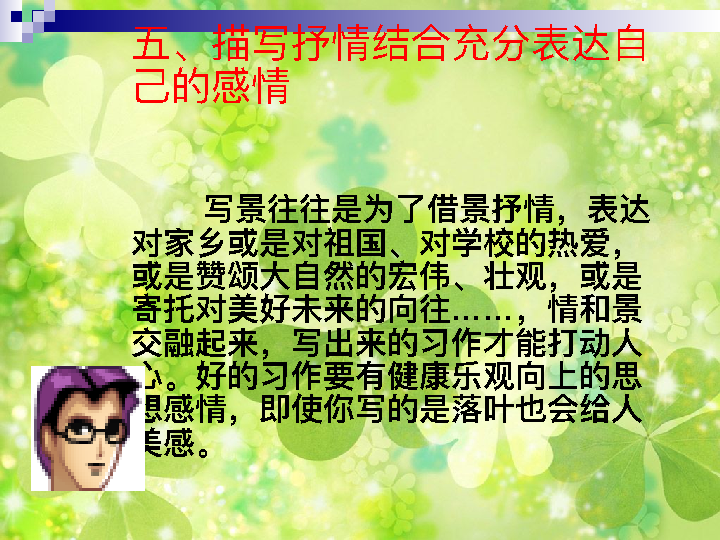 五、描写抒情结合充分表达自
己的感情
写景往往是为了借景抒情，表达
对家乡或是对祖国、对学校的热爱，
或是赞颂大自然的宏伟、壮观，或是
寄托对美好未来的向往……，情和景
交融起来，写出来的习作才能打动人
心。好的习作要有健康乐观向上的思
想感情，即使你写的是落叶也会给人
美感。